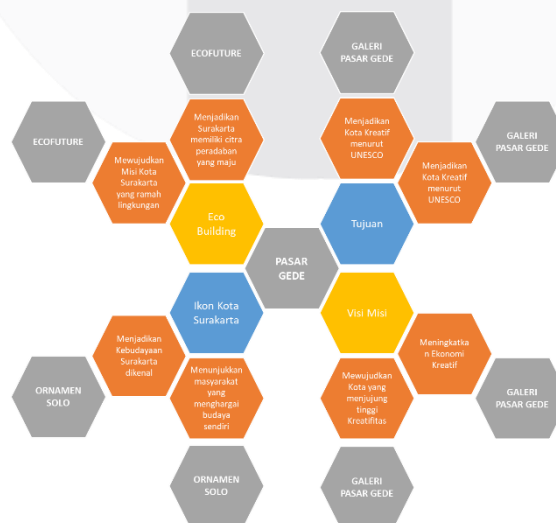 ECOFUTURE
GALERI
PASAR GEDE
Menjadikan
Surakarta
memiliki citra
peradaban
yang maju
Menjadikan
Kota Kreatif
menurut
UNESCO
ECOFUTURE
GALERI
PASAR GEDE
Mewujudkan
Misi Kota
Surakarta
yang ramah
lingkungan
Menjadikan
Kota Kreatif
menurut
UNESCO
Eco
Building
Tujuan
PASAR
GEDE
Ikon Kota
Surakarta
Visi Misi
Menjadikan
Kebudayaan
Surakarta
dikenal
Meningkatka
n Ekonomi
Kreatif
ORNAMEN
SOLO
Menunjukkan
masyarakat
yang
menghargai
budaya
sendiri
Mewujudkan
Kota yang
menjujung
tinggi
Kreatifitas
GALERI
PASAR GEDE
ORNAMEN
SOLO
GALERI
PASAR GEDE